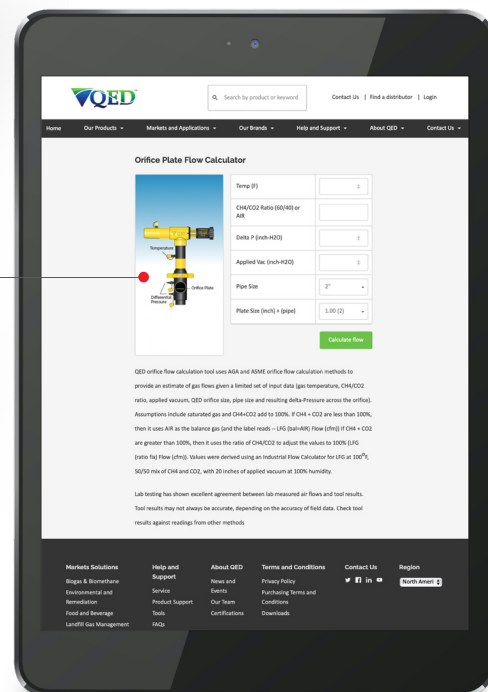 QED
Search by product or keyword
Contact Us | Find a distributor | Login
Home Our Products Markets and Applications Our Brands Help and Support About QED Contact Us
Orifice Plate Flow Calculator
Temperature
Orifice Plate
Differential
Pressure
Temp (F)
CH4/CO2 Ratio (60/40) or
AIR
Delta P (inch-H2O)
Applied Vac (inch-H2O)
Pipe Size 2"
Plate Size (inch) + (pipe) 1.00 (2)
Calculate flow
QED orifice flow calculation tool uses AGA and ASME orifice flow calculation methods to
provide an estimate of gas flows given a limited set of input data (gas temperature, CH4/CO2
ratio, applied vacuum, QED orifice size, pipe size and resulting delta-Pressure across the orifice).
Assumptions include saturated gas and CH4+CO2 add to 100%. If CH4 + CO2 are less than 100%,
then it uses AIR as the balance gas (and the label reads – LFG (bal=AIR) Flow (cfm)) If CH4 + CO2
are greater than 100%, then it uses the ratio of CH4/CO2 to adjust the values to 100% (LFG
(ratio fix) Flow (cfm)). Values were derived using an Industrial Flow Calculator for LFG at 100⁰F,
50/50 mix of CH4 and CO2, with 20 inches of applied vacuum at 100% humidity.
Lab testing has shown excellent agreement between lab measured air flows and tool results.
Tool results may not always be accurate, depending on the accuracy of field data. Check tool
results against readings from other methods
Markets Solutions
Biogas & Biomethane
Environmental and
Remediation
Food and Beverage
Landfill Gas Management
Help and
Support
Service
Product Support
Tools
FAQs
About QED
News and
Events
Our Team
Certifications
Terms and Conditions
Privacy Policy
Purchasing Terms and
Conditions
Downloads
Contact Us
Region
North Ameri